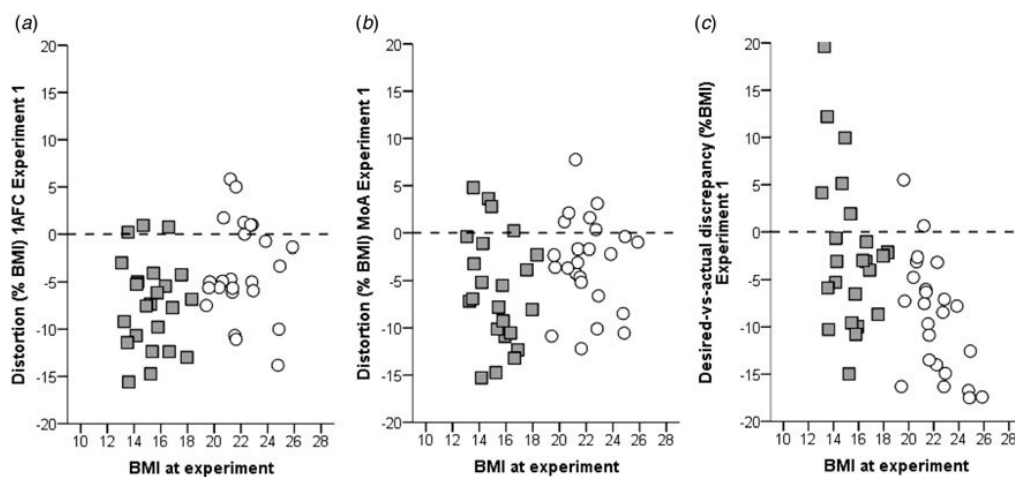 (a)
(b)
(c)
Distortion (% BMI) 1AFC Experiment 1
20
15
10
5
0
-5
-10
-15
-20
10 12 14 16 18 20 22 24 26 28
BMI at experiment
Distortion (% BMI) MoA Experiment 1
20
15
10
5
0
-5
-10
-15
-20
10 12 14 16 18 20 22 24 26 28
BMI at experiment
Desired-vs-actual discrepancy (%BMI)
Experiment 1
20
15
10
5
0
-5
-10
-15
-20
10 12 14 16 18 20 22 24 26 28
BMI at experiment